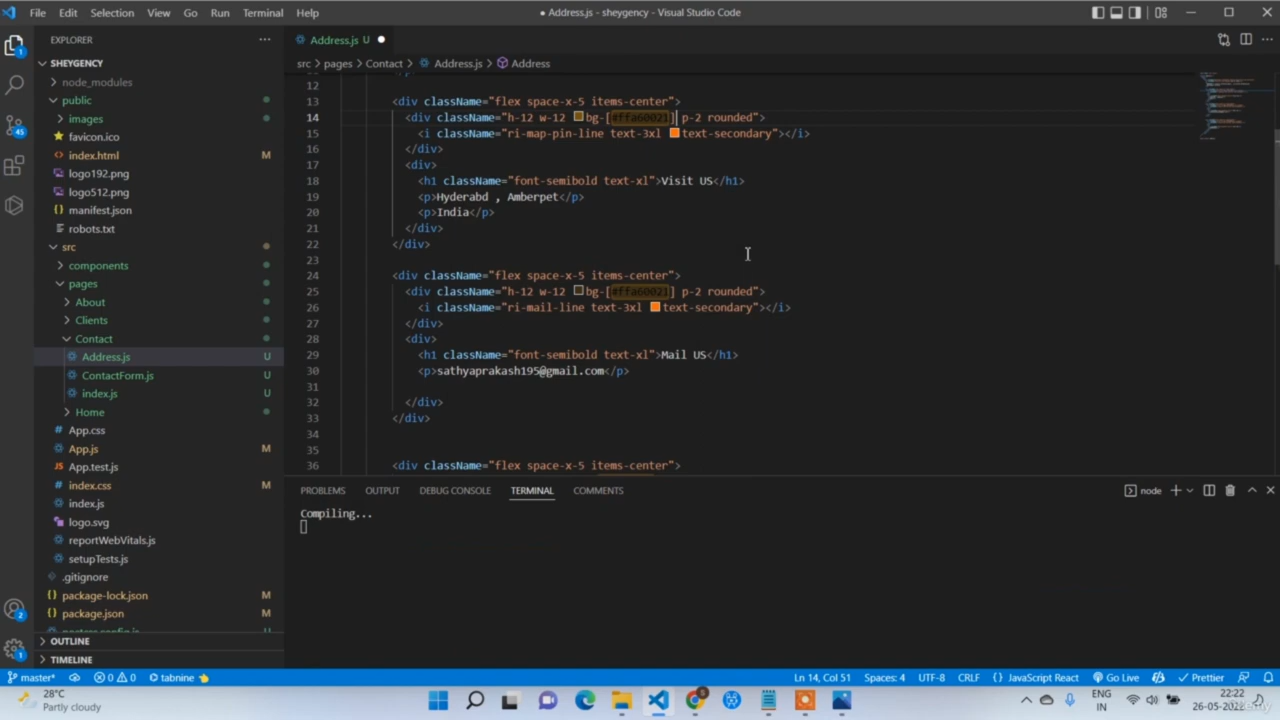 File Edit Selection View Go Run Terminal Help
● Address.js - sheygency - Visual Studio Code
EXPLORER
SHEYGENCY
node_modules
public
images
favicon.ico
index.html M
logo192.png
logo512.png
manifest.json
robots.txt
src
components
pages
About
Clients
Contact
Address.js U
ContactForm.js U
index.js U
Home
App.css
App.js M
App.test.js
index.css M
index.js
logo.svg
reportWebVitals.js
setupTests.js
.gitignore
package-lock.json M
package.json M
OUTLINE
TIMELINE
Address.js U ●
src > pages > Contact > Address.js > Address
12
13 <div className="flex space-x-5 items-center">
14 <div className="h-12 w-12 bg-[#ffa60021] p-2 rounded">
15 <i className="ri-map-pin-line text-3xl text-secondary"></i>
16 </div>
17 <div>
18 <h1 className="font-semibold text-xl">Visit US</h1>
19 <p>Hyderabd , Amberpet</p>
20 <p>India</p>
21 </div>
22 </div>
23
24 <div className="flex space-x-5 items-center">
25 <div className="h-12 w-12 bg-[#ffa60021] p-2 rounded">
26 <i className="ri-mail-line text-3xl text-secondary"></i>
27 </div>
28 <div>
29 <h1 className="font-semibold text-xl">Mail US</h1>
30 <p>sathyaprakash195@gmail.com</p>
31
32 </div>
33 </div>
34
35
36 <div className="flex space-x-5 items-center">
PROBLEMS OUTPUT DEBUG CONSOLE TERMINAL COMMENTS
node
Compiling...
master* 0 0 tabnine
Ln 14, Col 51 Spaces: 4 UTF-8 CRLF {} JavaScript React Go Live Prettier
28°C
Partly cloudy
ENG
IN
22:22